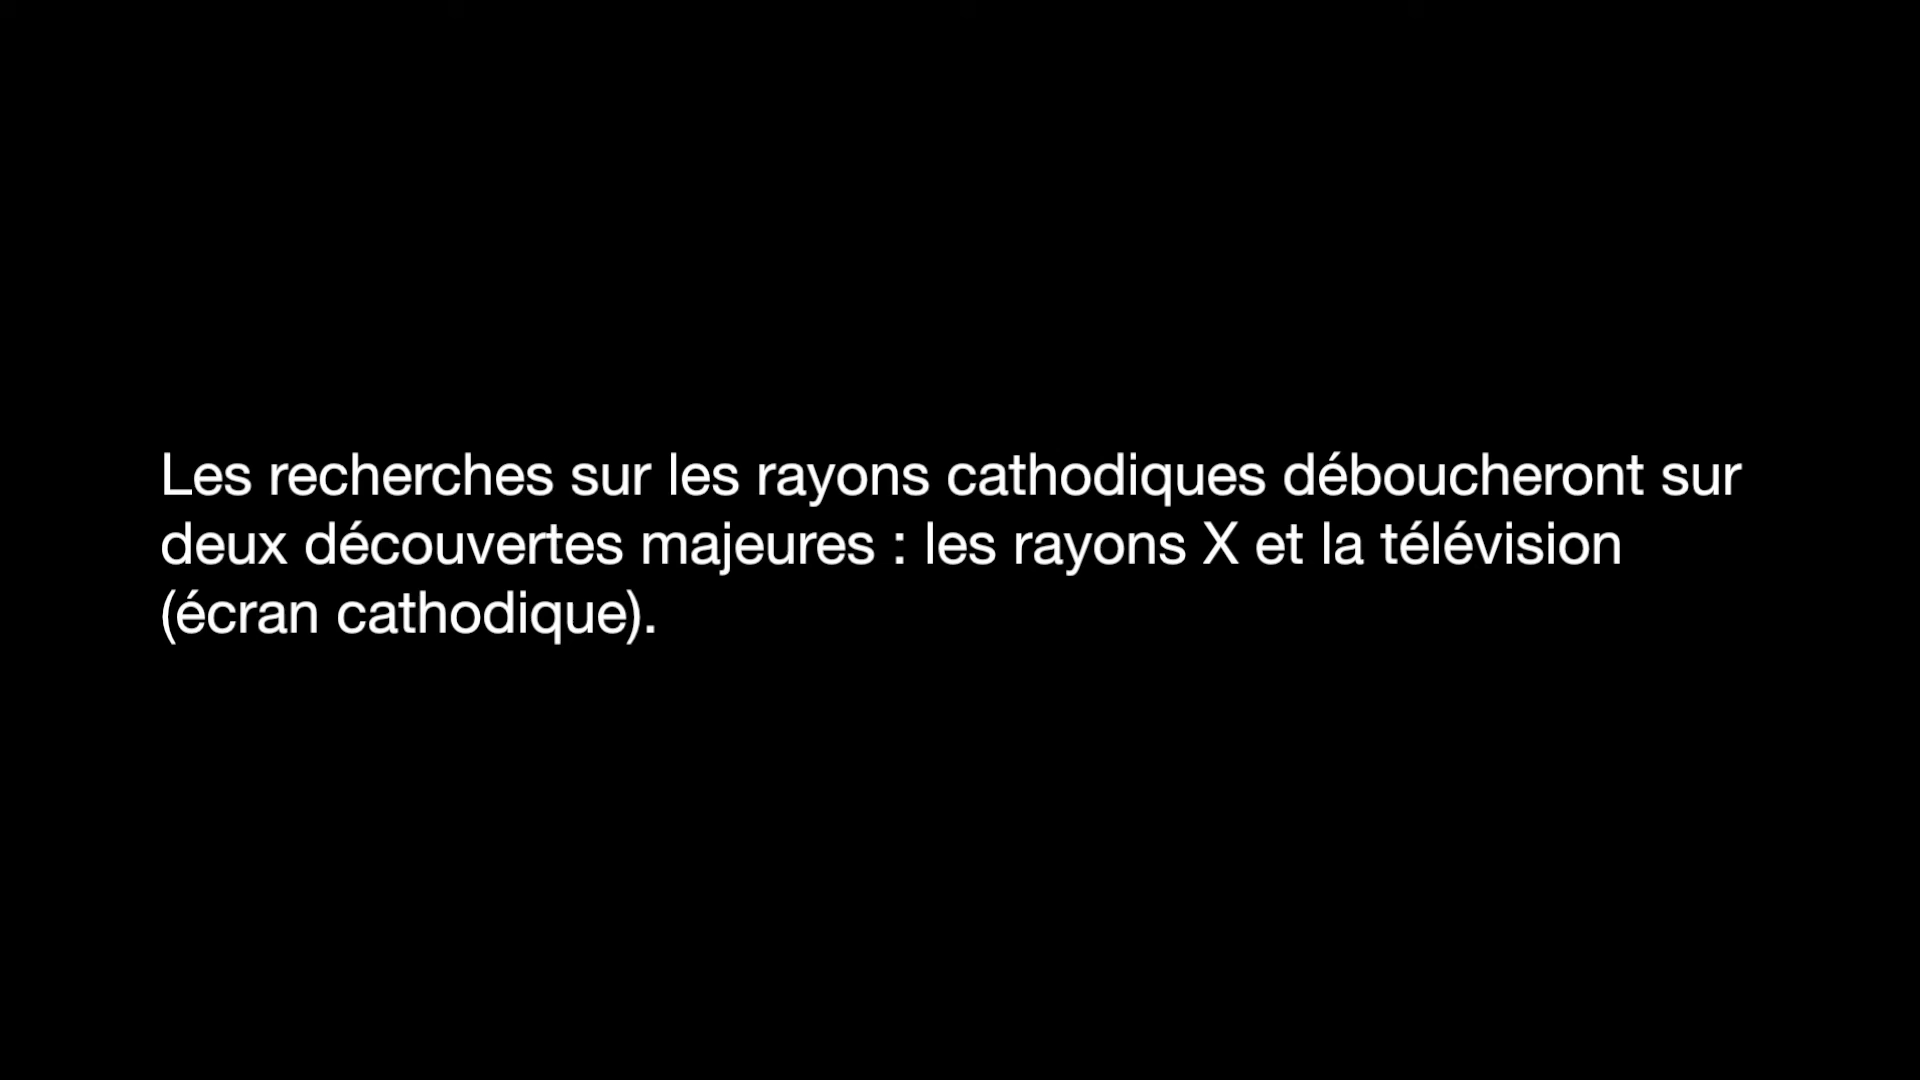 Les recherches sur les rayons cathodiques déboucheront sur
deux découvertes majeures : les rayons X et la télévision
(écran cathodique).